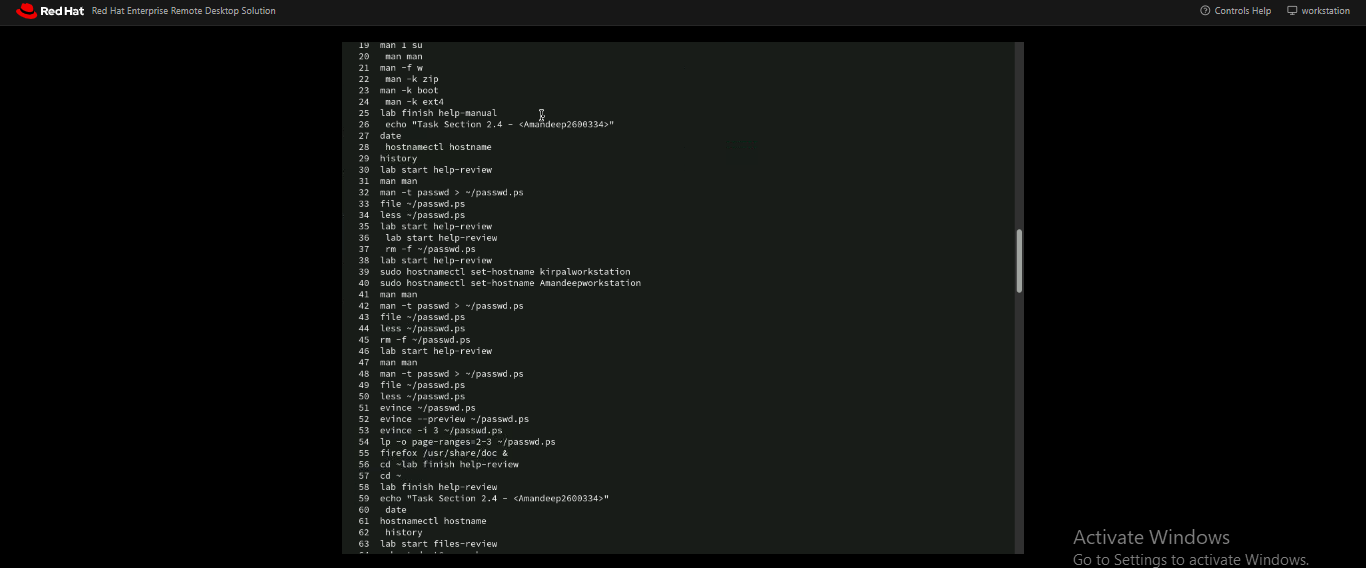 Red Hat Red Hat Enterprise Remote Desktop Solution Controls Help workstation
19 man 1 su
20 man man
21 man -f w
22 man -k zip
23 man -k boot
24 man -k ext4
25 lab finish help-manual
26 echo "Task Section 2.4 - <Amandeep2600334>"
27 date
28 hostnamectl hostname
29 history
30 lab start help-review
31 man man
32 man -t passwd > ~/passwd.ps
33 file ~/passwd.ps
34 less ~/passwd.ps
35 lab start help-review
36 lab start help-review
37 rm -f ~/passwd.ps
38 lab start help-review
39 sudo hostnamectl set-hostname kirpalworkstation
40 sudo hostnamectl set-hostname Amandeepworkstation
41 man man
42 man -t passwd > ~/passwd.ps
43 file ~/passwd.ps
44 less ~/passwd.ps
45 rm -f ~/passwd.ps
46 lab start help-review
47 man man
48 man -t passwd > ~/passwd.ps
49 file ~/passwd.ps
50 less ~/passwd.ps
51 evince ~/passwd.ps
52 evince --preview ~/passwd.ps
53 evince -i 3 ~/passwd.ps
54 lp -o page-ranges=2-3 ~/passwd.ps
55 firefox /usr/share/doc &
56 cd ~lab finish help-review
57 cd ~
58 lab finish help-review
59 echo "Task Section 2.4 - <Amandeep2600334>"
60 date
61 hostnamectl hostname
62 history
63 lab start files-review
Activate Windows
Go to Settings to activate Windows.